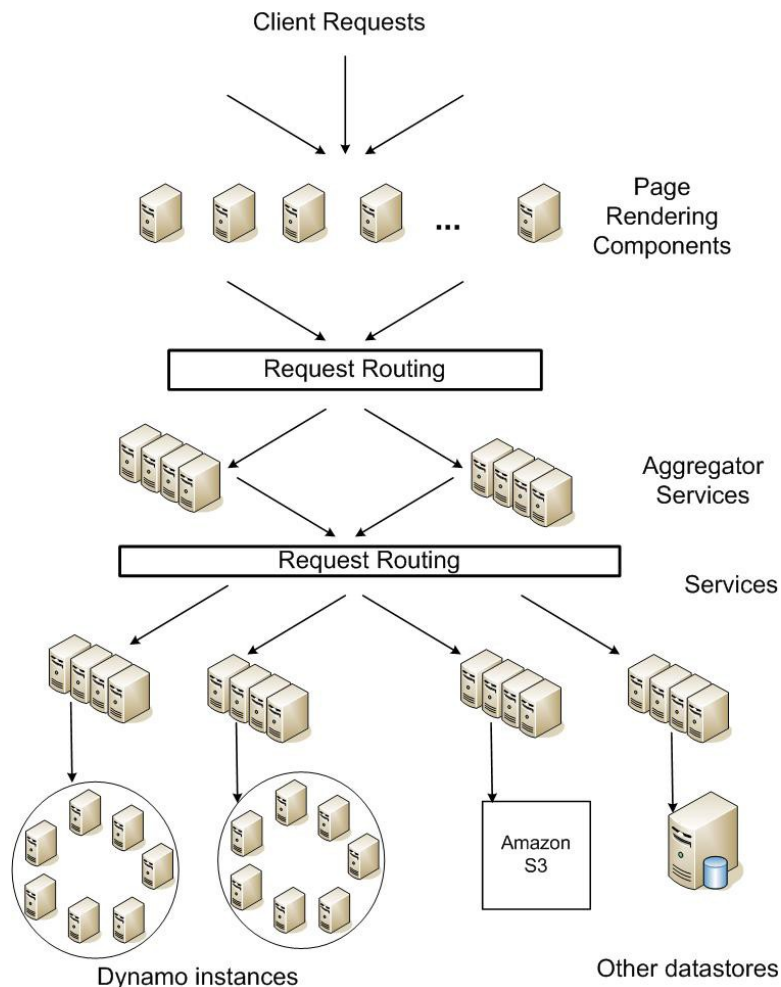 Client Requests
Page
Rendering
Components
...
Request Routing
Aggregator
Services
Request Routing
Services
Amazon
S3
Dynamo instances
Other datastores